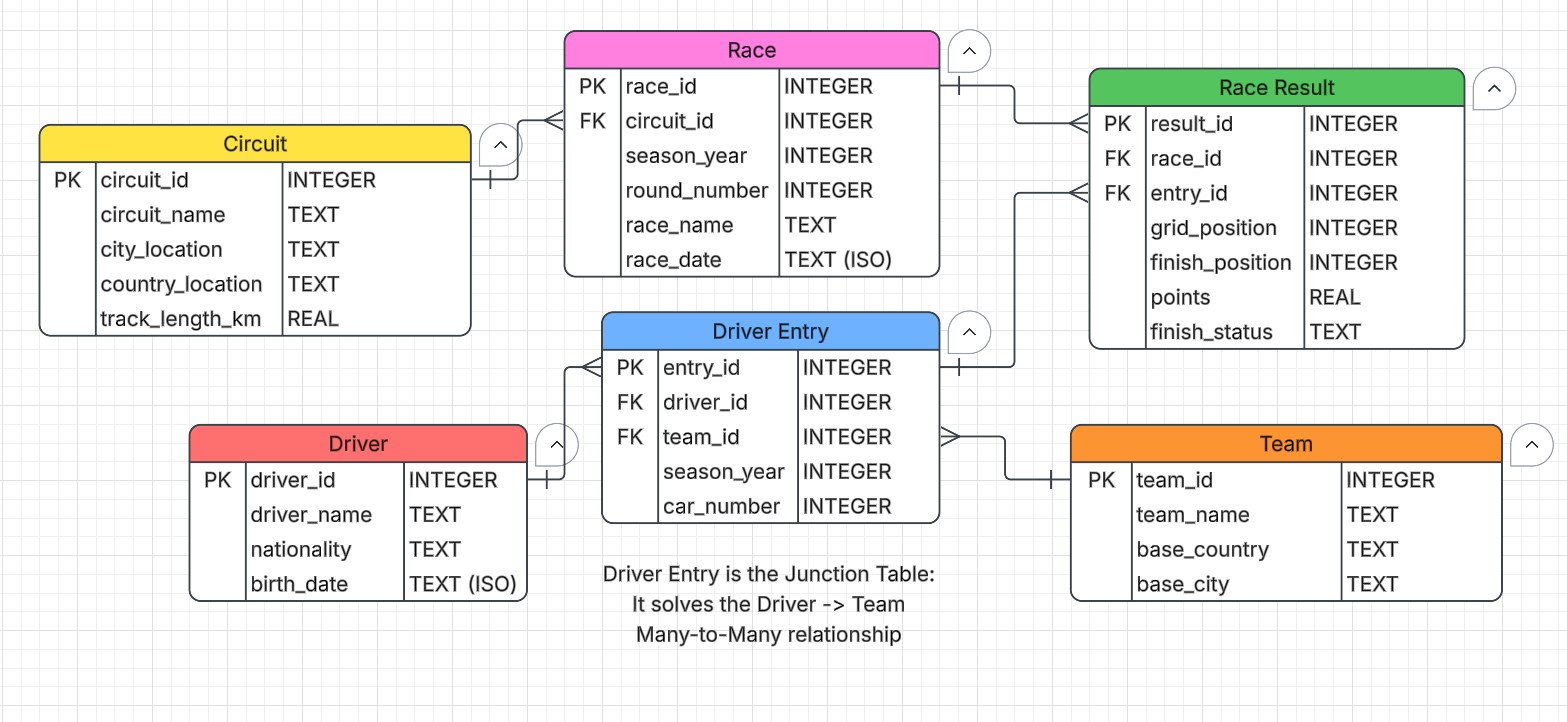 Race
PK race_id INTEGER
FK circuit_id INTEGER
season_year INTEGER
round_number INTEGER
race_name TEXT
race_date TEXT (ISO)
Race Result
PK result_id INTEGER
FK race_id INTEGER
FK entry_id INTEGER
grid_position INTEGER
finish_position INTEGER
points REAL
finish_status TEXT
Circuit
PK circuit_id INTEGER
circuit_name TEXT
city_location TEXT
country_location TEXT
track_length_km REAL
Driver Entry
PK entry_id INTEGER
FK driver_id INTEGER
FK team_id INTEGER
season_year INTEGER
car_number INTEGER
Driver
PK driver_id INTEGER
driver_name TEXT
nationality TEXT
birth_date TEXT (ISO)
Team
PK team_id INTEGER
team_name TEXT
base_country TEXT
base_city TEXT
Driver Entry is the Junction Table:
It solves the Driver -> Team
Many-to-Many relationship